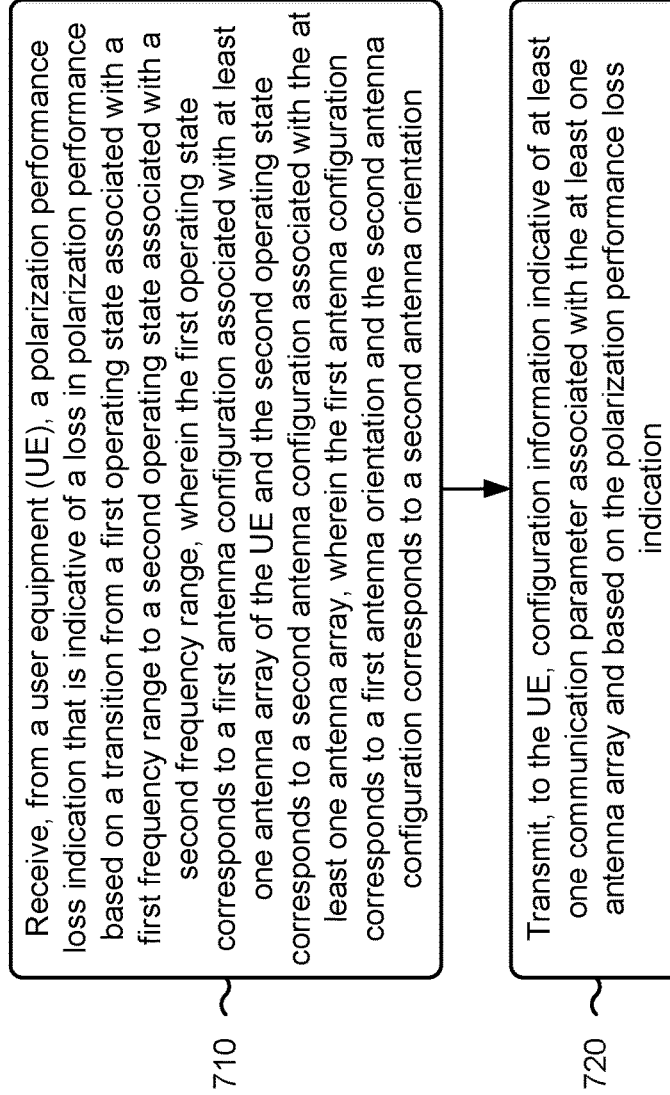 710
Receive, from a user equipment (UE), a polarization performance
loss indication that is indicative of a loss in polarization performance
based on a transition from a first operating state associated with a
first frequency range to a second operating state associated with a
second frequency range, wherein the first operating state
corresponds to a first antenna configuration associated with at least
one antenna array of the UE and the second operating state
corresponds to a second antenna configuration associated with the at
least one antenna array, wherein the first antenna configuration
corresponds to a first antenna orientation and the second antenna
configuration corresponds to a second antenna orientation
720
Transmit, to the UE, configuration information indicative of at least
one communication parameter associated with the at least one
antenna array and based on the polarization performance loss
indication